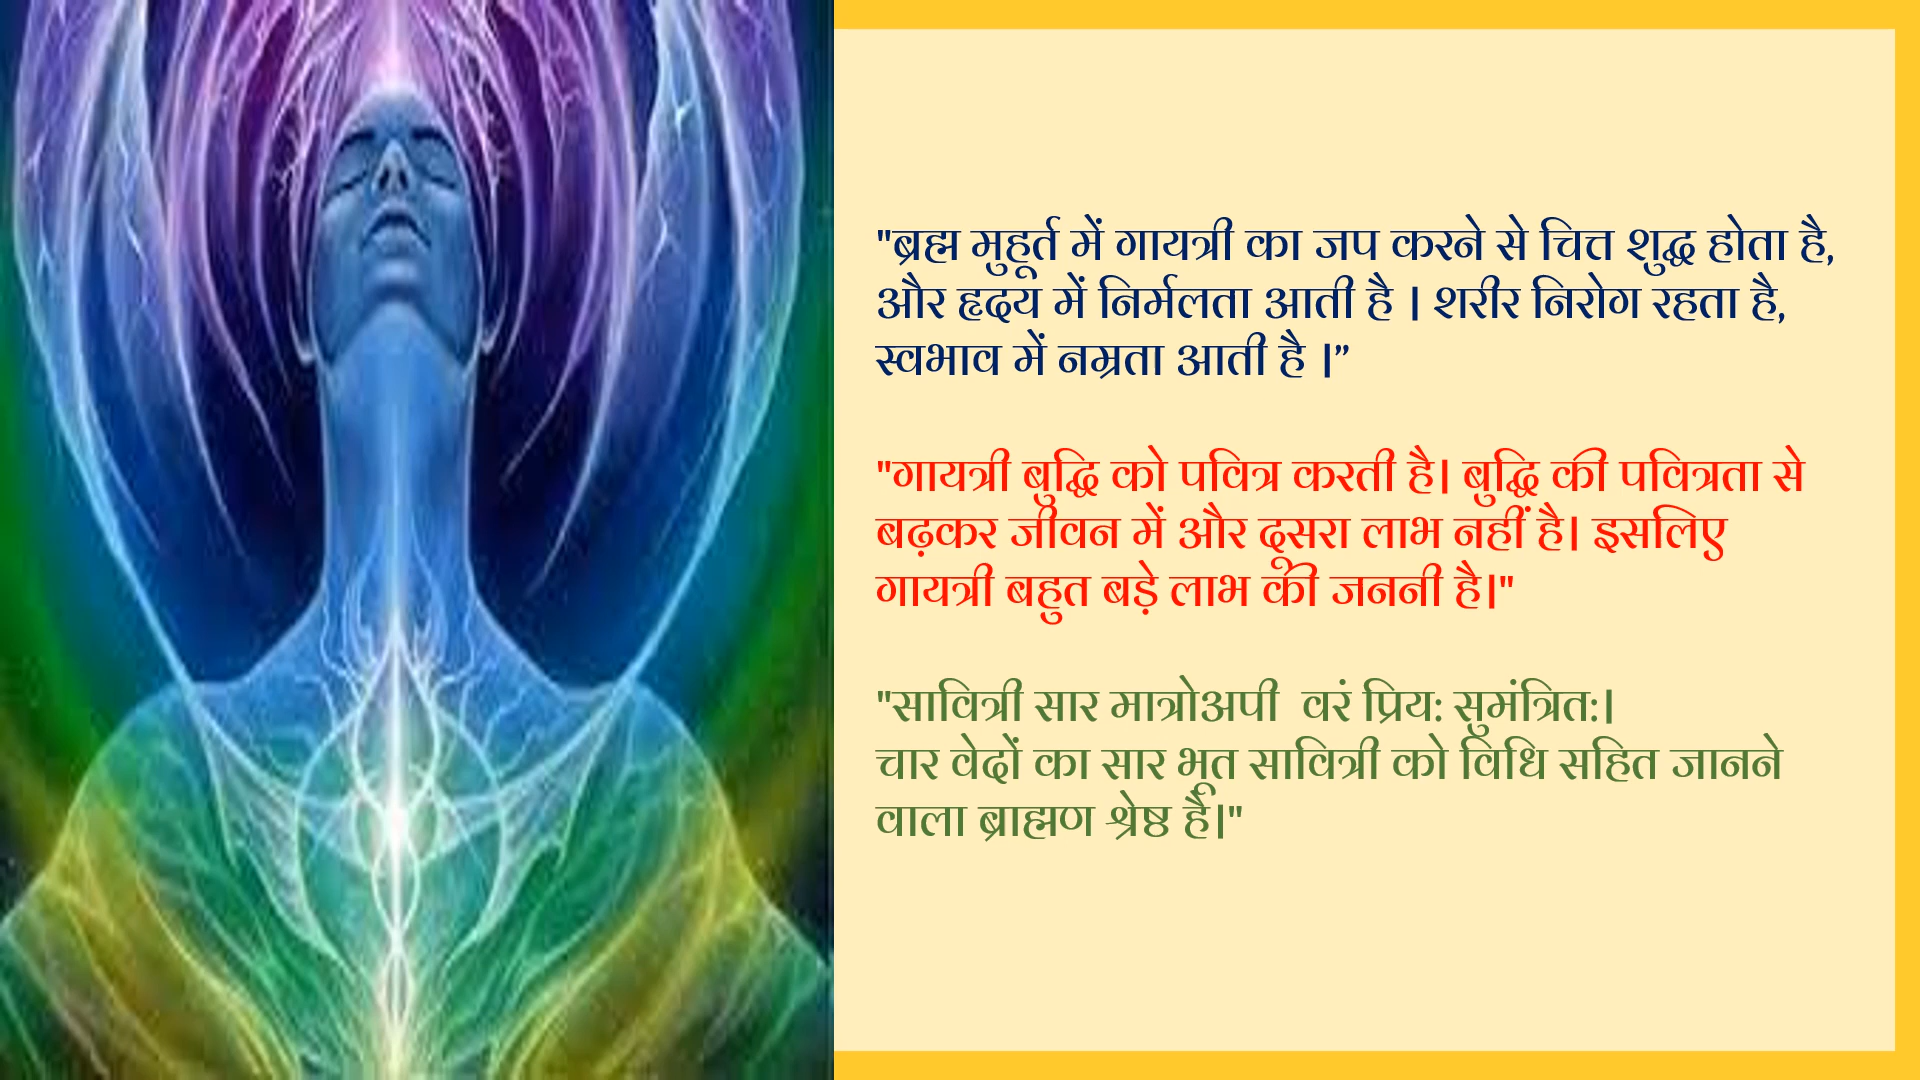 "ब्रह्म मुहूर्त में गायत्री का जप करने से चित्त शुद्ध होता है,
और हृदय में निर्मलता आती है । शरीर निरोग रहता है,
स्वभाव में नम्रता आती है ।”
"गायत्री बुद्धि को पवित्र करती है। बुद्धि की पवित्रता से
बढ़कर जीवन में और दूसरा लाभ नहीं है। इसलिए
गायत्री बहुत बड़े लाभ की जननी है।"
"सावित्री सार मात्रोअपी  वरं प्रिय: सुमंत्रित:।
चार वेदों का सार भूत सावित्री को विधि सहित जानने
वाला ब्राह्मण श्रेष्ठ है।"